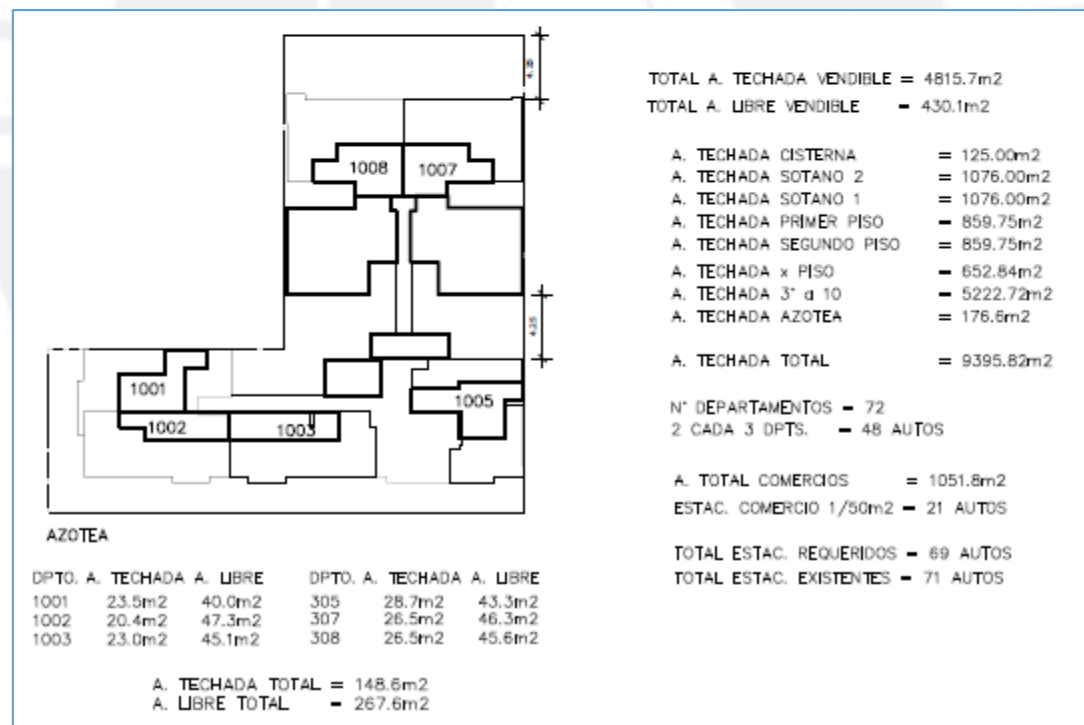 1008
1007
1001
1002
1003
1005
4.25
AZOTEA
DPTO. A. TECHADA A. LIBRE
1001 23.5m2 40.0m2
1002 20.4m2 47.3m2
1003 23.0m2 45.1m2
DPTO. A. TECHADA A. LIBRE
305 28.7m2 43.3m2
307 26.5m2 46.3m2
308 26.5m2 45.6m2
A. TECHADA TOTAL = 148.6m2
A. LIBRE TOTAL = 267.6m2
TOTAL A. TECHADA VENDIBLE = 4815.7m2
TOTAL A. LIBRE VENDIBLE = 430.1m2
A. TECHADA CISTERNA = 125.00m2
A. TECHADA SOTANO 2 = 1076.00m2
A. TECHADA SOTANO 1 = 1076.00m2
A. TECHADA PRIMER PISO = 859.75m2
A. TECHADA SEGUNDO PISO = 859.75m2
A. TECHADA x PISO = 652.84m2
A. TECHADA 3° a 10 = 5222.72m2
A. TECHADA AZOTEA = 176.6m2
A. TECHADA TOTAL = 9395.82m2
N° DEPARTAMENTOS = 72
2 CADA 3 DPTS. = 48 AUTOS
A. TOTAL COMERCIOS = 1051.8m2
ESTAC. COMERCIO 1/50m2 = 21 AUTOS
TOTAL ESTAC. REQUERIDOS = 69 AUTOS
TOTAL ESTAC. EXISTENTES = 71 AUTOS